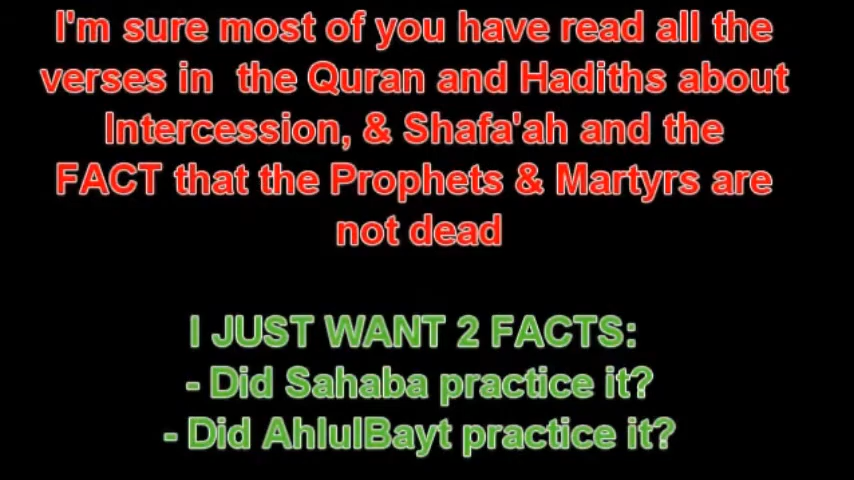 I'm sure most of you have read all the
verses in the Quran and Hadiths about
Intercession, & Shafa'ah and the
FACT that the Prophets & Martyrs are
not dead
I JUST WANT 2 FACTS:
- Did Sahaba practice it?
- Did AhlulBayt practice it?